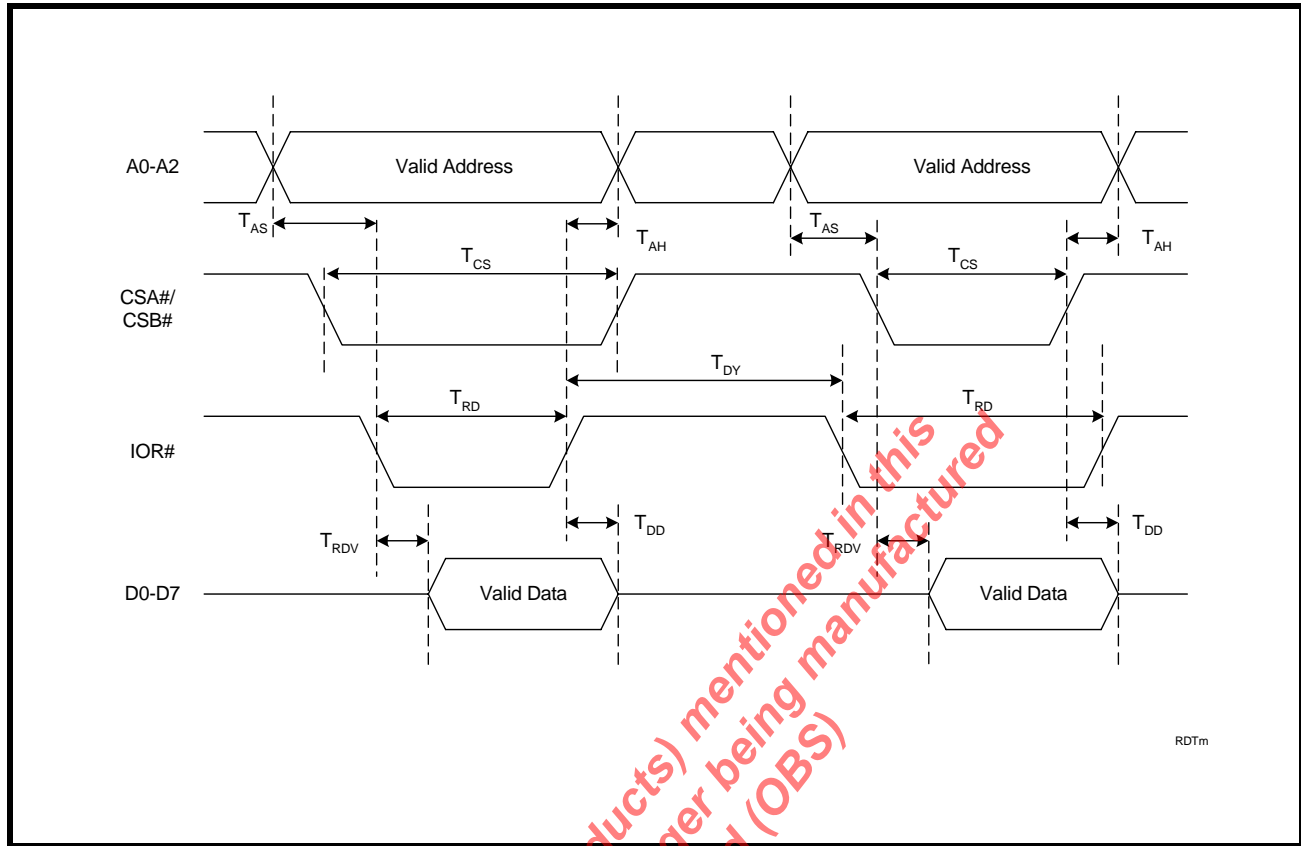 A0-A2
Valid Address
Valid Address
TAS
TAH
TAS
TAH
CSA#/
CSB#
TCS
TCS
TDY
IOR#
TRD
TRD
TRDV
TDD
TRDV
TDD
D0-D7
Valid Data
Valid Data
mentioned in this
being manufactured
(OBS)
RDTm